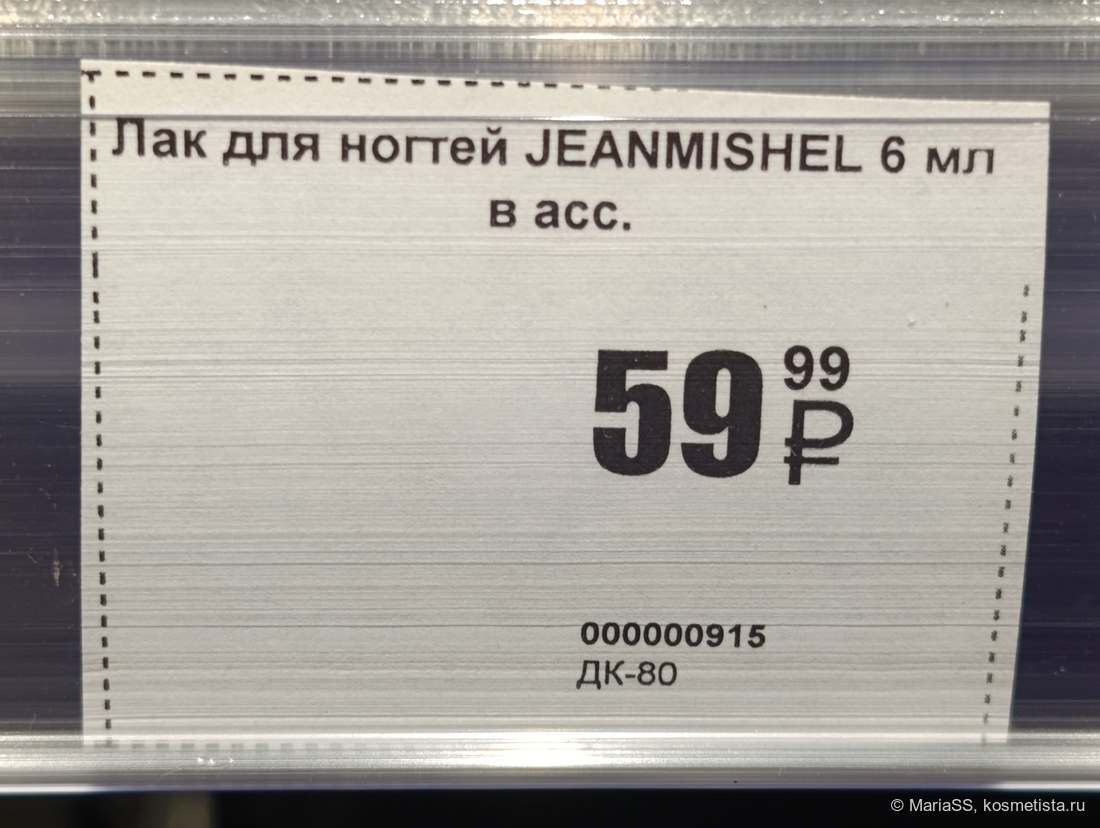 Лак для ногтей JEANMISHEL 6 мл
в асс.
59 99 ₽
000000915
ДК-80
© MariaSS, kosmetista.ru